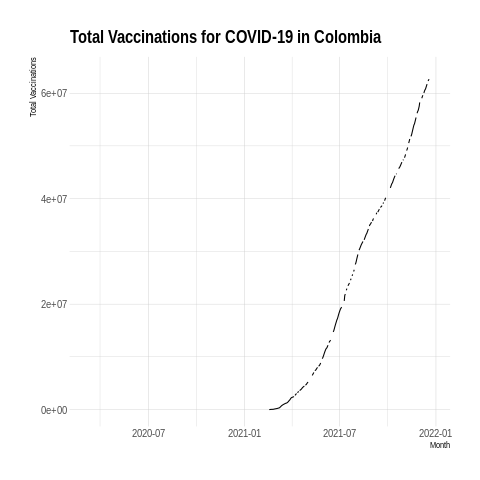 Total Vaccinations for COVID-19 in Colombia
Total Vaccinations
6e+07
4e+07
2e+07
0e+00
2020-07 2021-01 2021-07 2022-01
Month